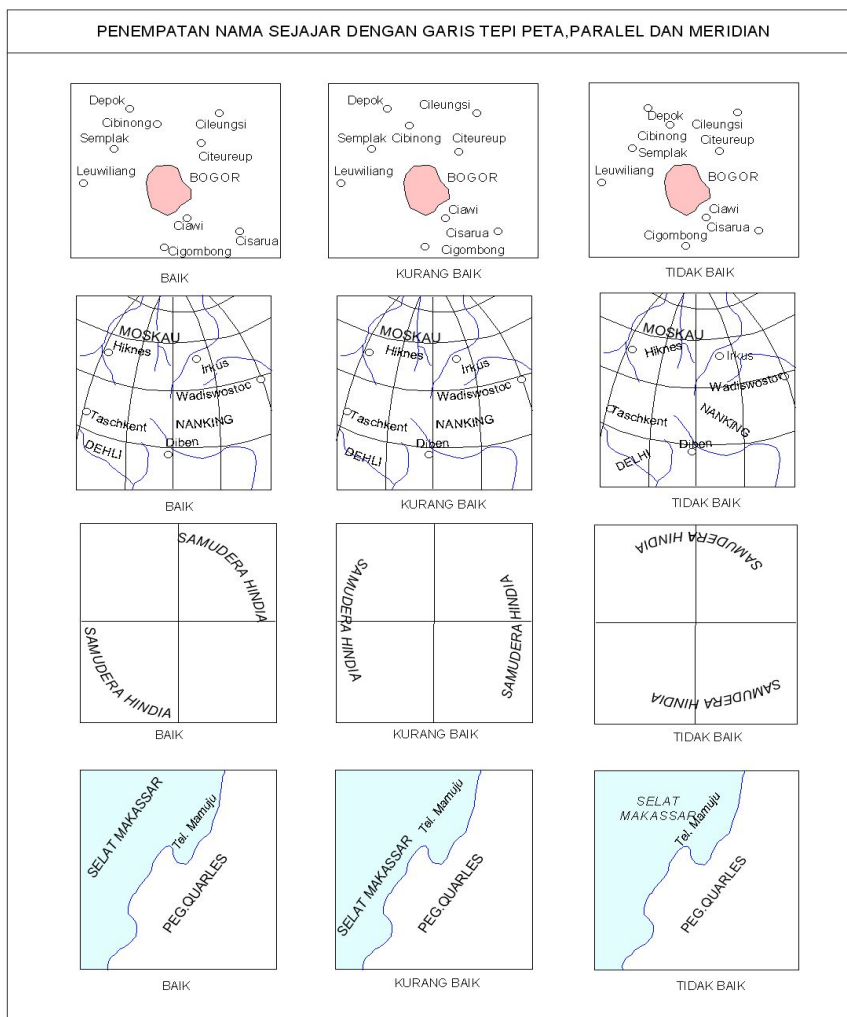 PENEMPATAN NAMA SEJAJAR DENGAN GARIS TEPI PETA,PARALEL DAN MERIDIAN
Depok
Cibinong
Cileungsi
Semplak
Citeureup
Leuwiliang
BOGOR
Ciawi
Cisarua
Cigombong
BAIK
Depok
Cileungsi
Semplak
Cibinong
Citeureup
Leuwiliang
BOGOR
Ciawi
Cisarua
Cigombong
KURANG BAIK
Depok
Cileungsi
Cibinong
Citeureup
Semplak
Leuwiliang
BOGOR
Ciawi
Cigombong
Cisarua
TIDAK BAIK
MOSKAU
Hiknes
Irkus
Wadiswostoc
Taschkent
NANKING
Diben
DEHLI
BAIK
MOSKAU
Hiknes
Irkus
Wadiswostoc
Taschkent
NANKING
Diben
DEHLI
KURANG BAIK
MOSKAU
Hiknes
Irkus
Wadiswostoc
Taschkent
NANKING
Diben
DELHI
TIDAK BAIK
SAMUDERA HINDIA
SAMUDERA HINDIA
BAIK
SAMUDERA HINDIA
SAMUDERA HINDIA
KURANG BAIK
SAMUDERA HINDIA
SAMUDERA HINDIA
TIDAK BAIK
SELAT MAKASSAR
Tel. Mamuju
PEG.QUARLES
BAIK
SELAT MAKASSAR
Tel. Mamuju
PEG.QUARLES
KURANG BAIK
SELAT
MAKASSAR
Tel. Mamuju
PEG.QUARLES
TIDAK BAIK